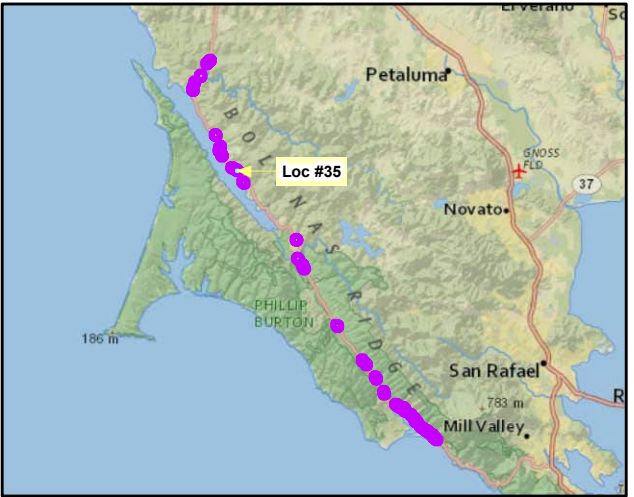 El Verano
Petaluma
GNOSS
FLD
37
Loc #35
Novato
BOLINAS RIDGE
PHILLIP
BURTON
186 m
San Rafael
783 m
Mill Valley